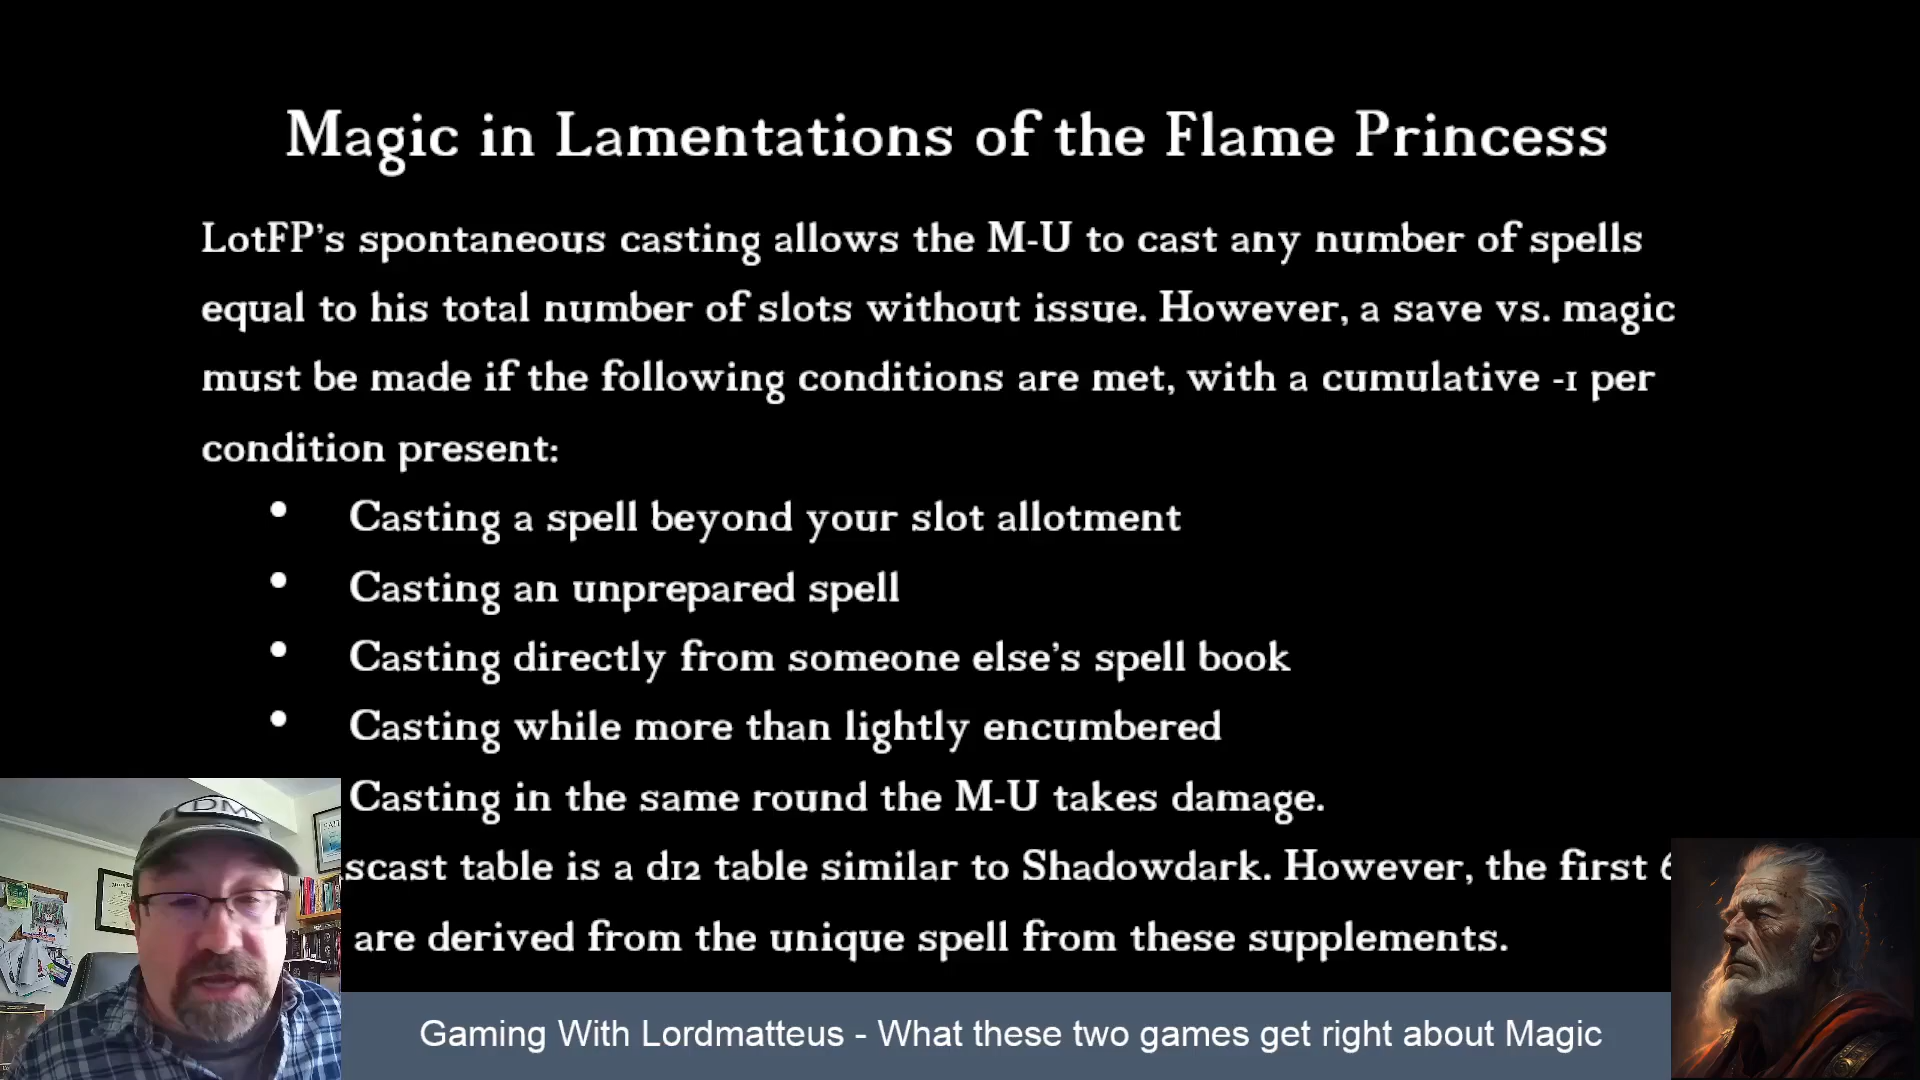 Magic in Lamentations of the Flame Princess
LotFP's spontaneous casting allows the M-U to cast any number of spells
equal to his total number of slots without issue. However, a save vs. magic
must be made if the following conditions are met, with a cumulative -1 per
condition present:
• Casting a spell beyond your slot allotment
• Casting an unprepared spell
• Casting directly from someone else's spell book
• Casting while more than lightly encumbered
Casting in the same round the M-U takes damage.
scast table is a d12 table similar to Shadowdark. However, the first 6
are derived from the unique spell from these supplements.
DM
Gaming With Lordmatteus - What these two games get right about Magic